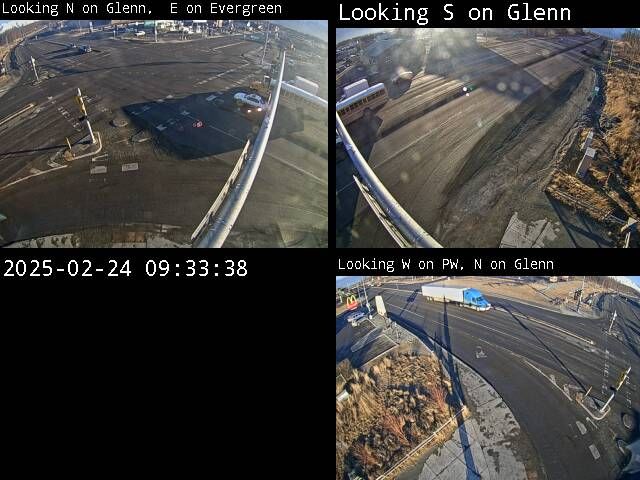 Looking N on Glenn,  E on Evergreen
Looking S on Glenn
2025-02-24 09:33:38
Looking W on PW, N on Glenn